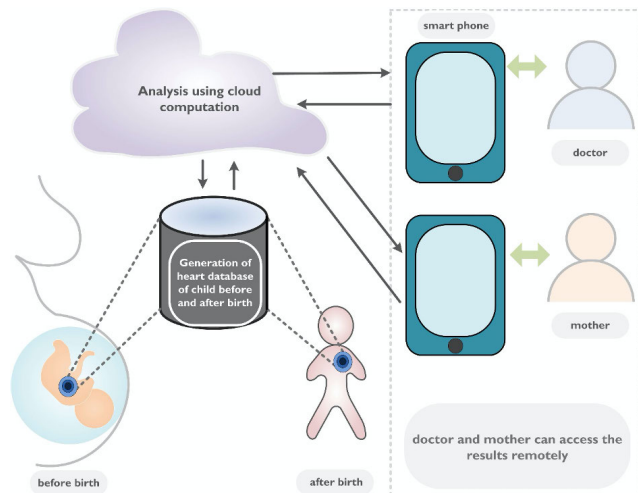 smart phone
Analysis using cloud
computation
doctor
Generation of
heart database
of child before
and after birth
mother
doctor and mother can access the
results remotely
before birth
after birth